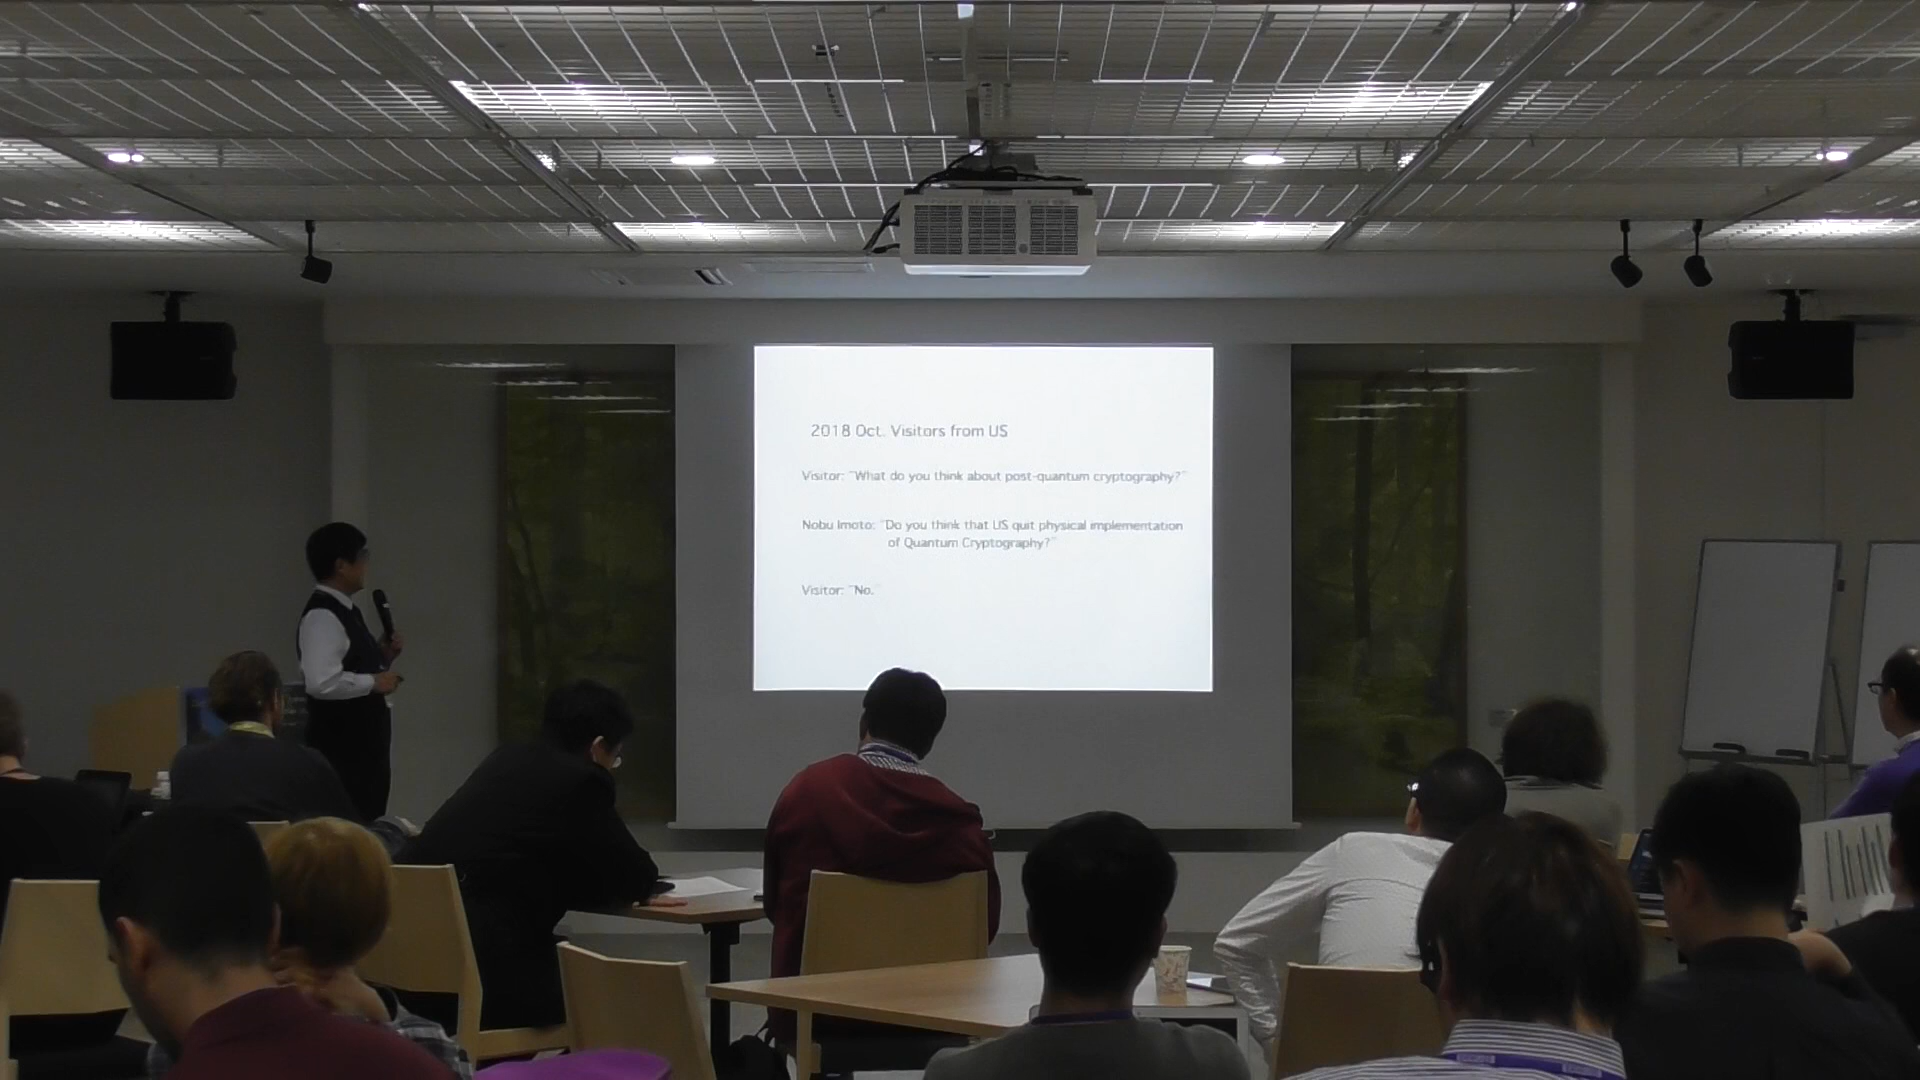 2018 Oct. Visitors from US
Visitor: "What do you think about post-quantum cryptography?"
Nobu Imoto: "Do you think that US quit physical implementation
of Quantum Cryptography?"
Visitor: "No."